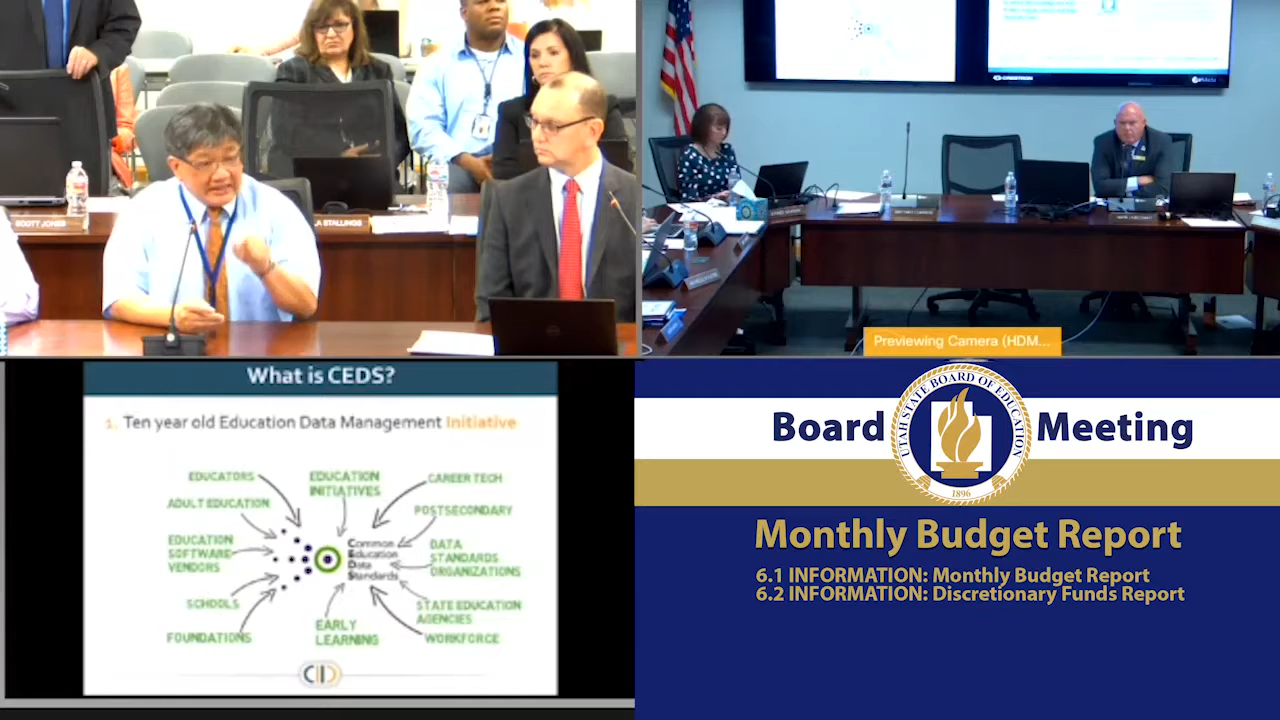 SCOTT JONES
A STALLINGS
CRESTRON
Previewing Camera (HDM...
What is CEDS?
1. Ten year old Education Data Management Initiative
EDUCATORS
EDUCATION
INITIATIVES
CAREER TECH
ADULT EDUCATION
POSTSECONDARY
EDUCATION
SOFTWARE
VENDORS
Common
Education
Data
Standards
DATA
STANDARDS
ORGANIZATIONS
SCHOOLS
STATE EDUCATION
AGENCIES
FOUNDATIONS
EARLY
LEARNING
WORKFORCE
Board Meeting
UTAH STATE BOARD OF EDUCATION
1896
Monthly Budget Report
6.1 INFORMATION: Monthly Budget Report
6.2 INFORMATION: Discretionary Funds Report